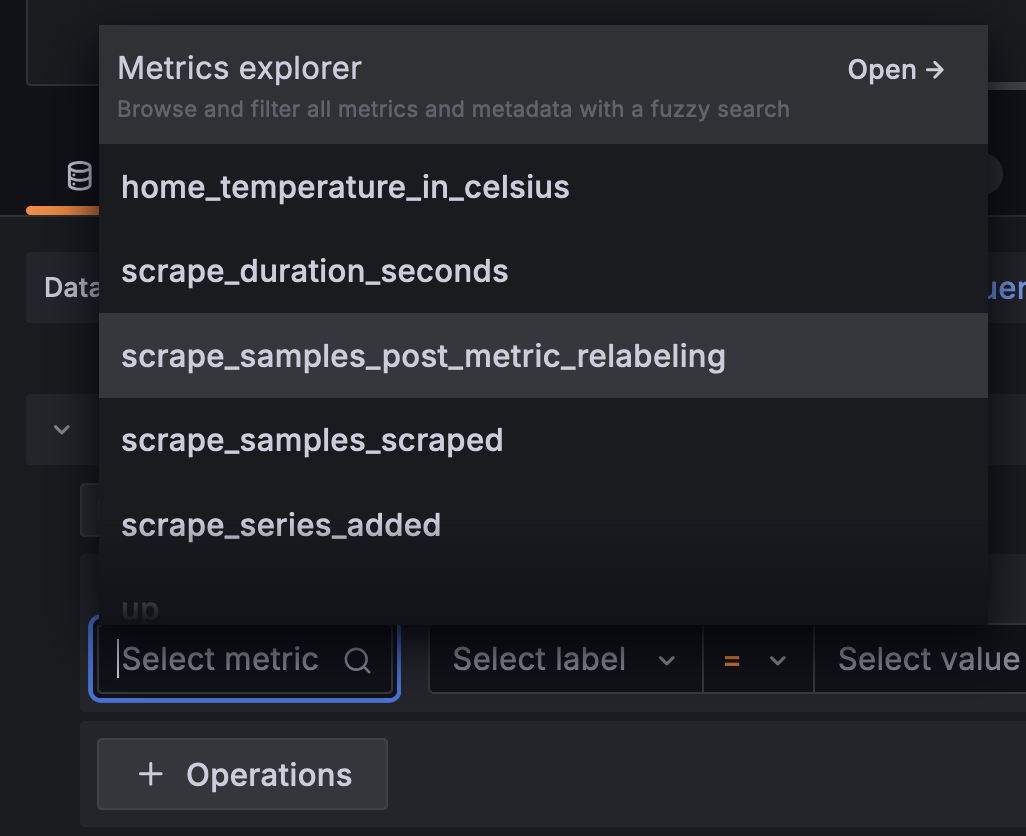 Metrics explorer
Open →
Browse and filter all metrics and metadata with a fuzzy search
home_temperature_in_celsius
scrape_duration_seconds
Data
uer
scrape_samples_post_metric_relabeling
scrape_samples_scraped
scrape_series_added
up
Select metric
Select label
=
Select value
+ Operations